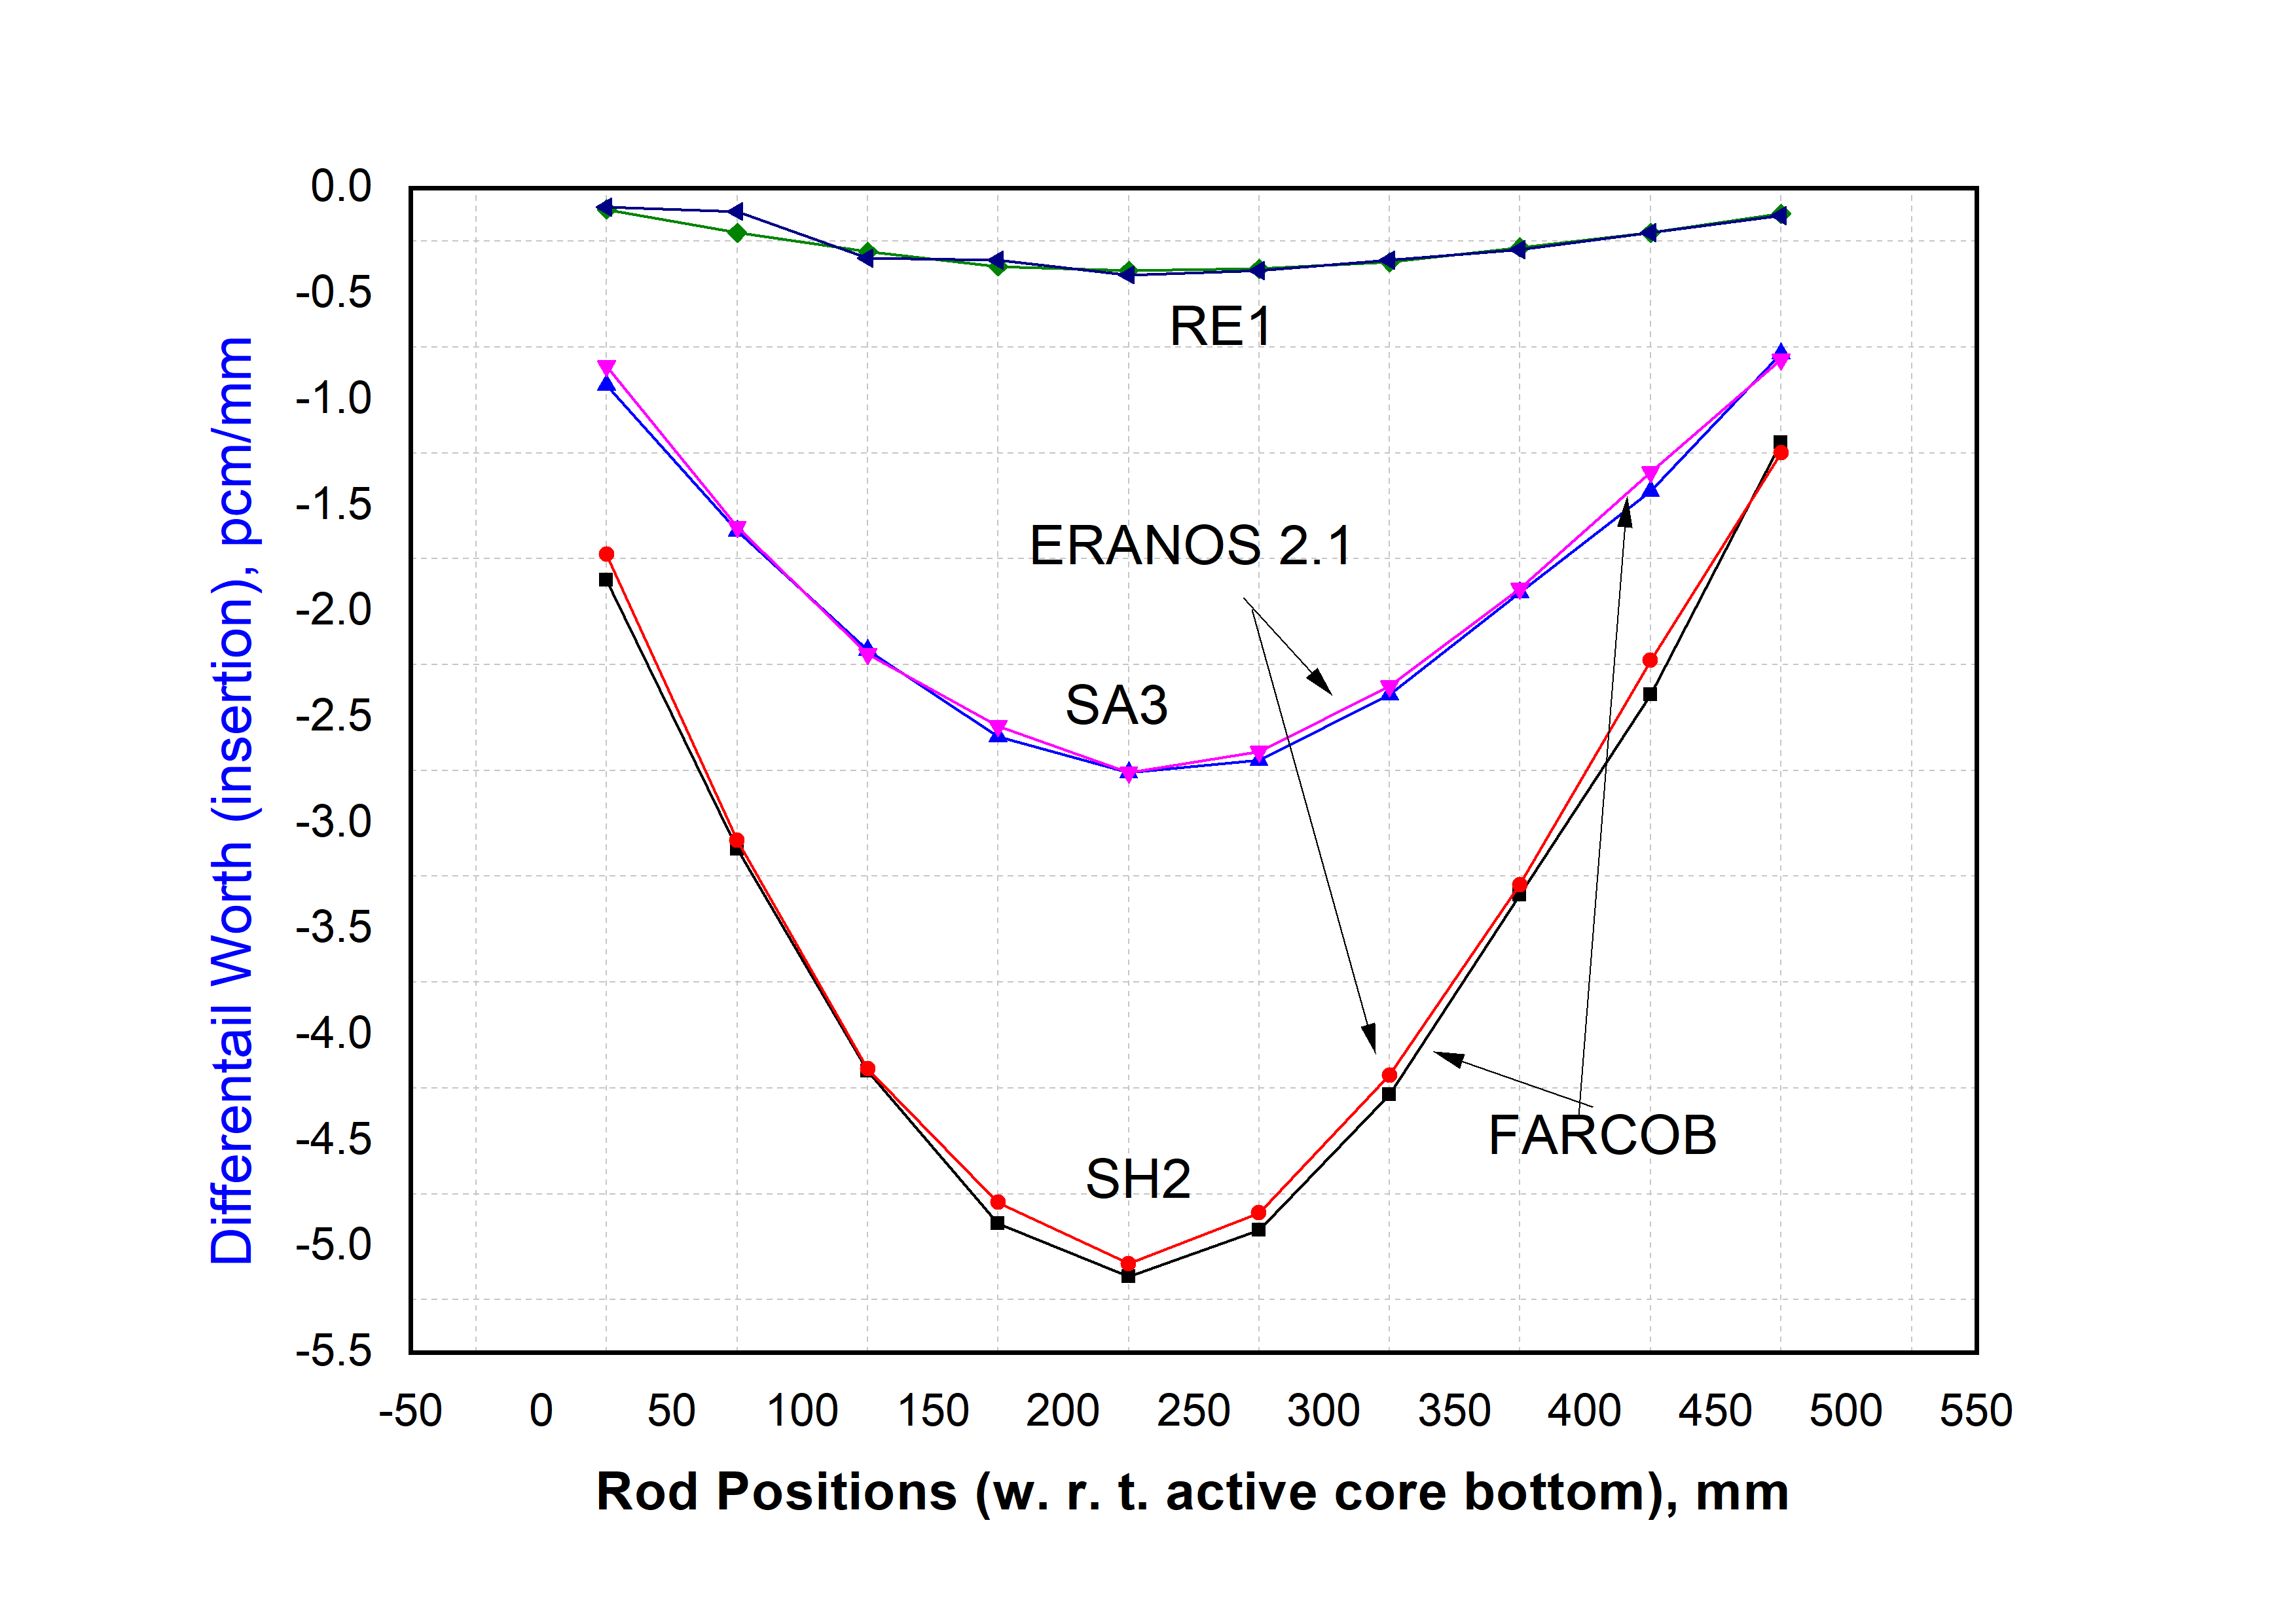 0.0
-0.5
-1.0
-1.5
-2.0
-2.5
-3.0
-3.5
-4.0
-4.5
-5.0
-5.5
Differentail Worth (insertion), pcm/mm
RE1
ERANOS 2.1
SA3
FARCOB
SH2
-50 0 50 100 150 200 250 300 350 400 450 500 550
Rod Positions (w. r. t. active core bottom), mm